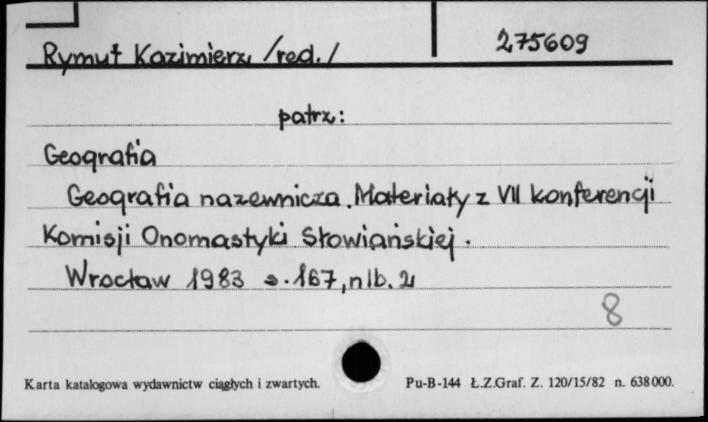 Rymut Kazimierz /red./ 275609
patrz:
Geografia
Geografia nazewnicza. Materiały z VII konferencji
Komisji Onomastyki Słowiańskiej.
Wrocław 1983 s. 167, nlb. 2
8
Karta katalogowa wydawnictw ciągłych i zwartych. Pu-B-144 Ł.Z.Graf. Z. 120/15/82 n. 638000.